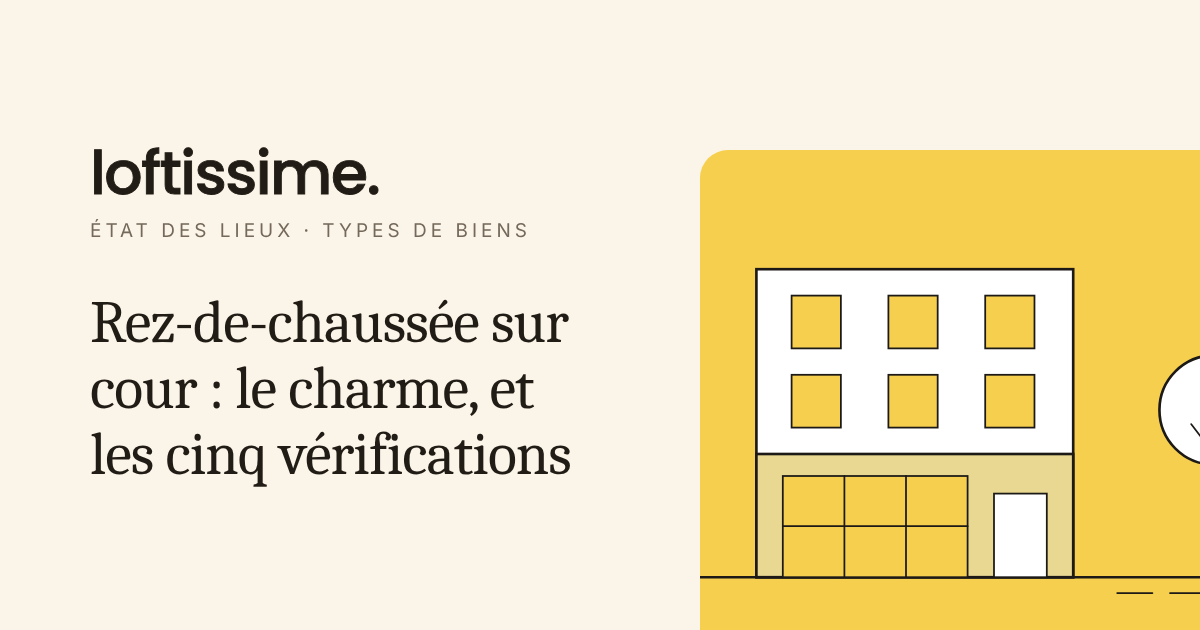 loftissime.
ÉTAT DES LIEUX · TYPES DE BIENS
Rez-de-chaussée sur
cour : le charme, et
les cinq vérifications